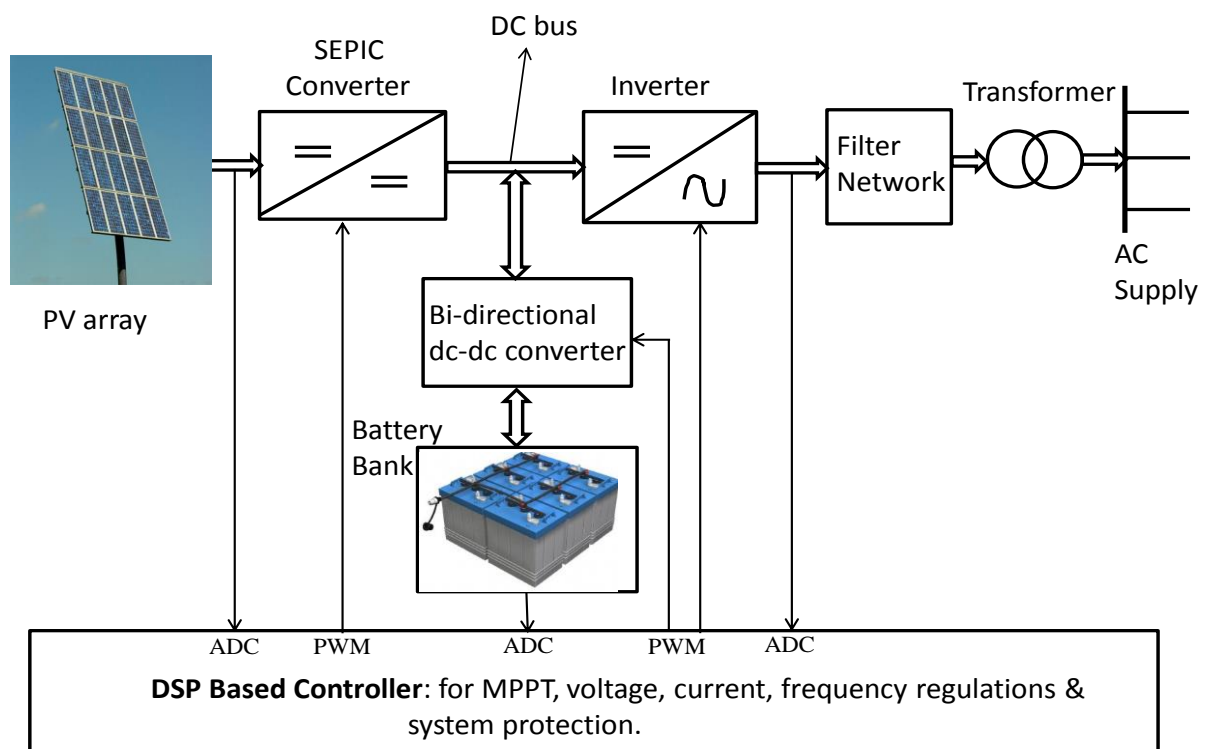 DC bus
SEPIC
Converter
Inverter
Transformer
Filter
Network
AC
Supply
PV array
Bi-directional
dc-dc converter
Battery
Bank
ADC
PWM
ADC
PWM
ADC
DSP Based Controller: for MPPT, voltage, current, frequency regulations &
system protection.